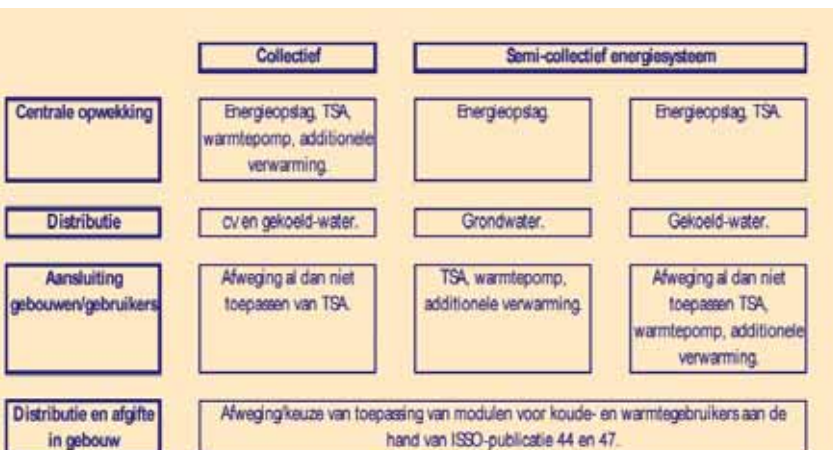 Collectief
Semi-collectief energiesysteem
Centrale opwekking
Energieopslag, TSA,
warmtepomp, additionele
verwarming.
Energieopslag.
Energieopslag, TSA.
Distributie
cv en gekoeld-water.
Grondwater.
Gekoeld-water.
Aansluiting
gebouwen/gebruikers
Afweging al dan niet
toepassen van TSA.
TSA, warmtepomp,
additionele verwarming.
Afweging al dan niet
toepassen TSA,
warmtepomp, additionele
verwarming.
Distributie en afgifte
in gebouw
Afweging/keuze van toepassing van modulen voor koude- en warmtegebruikers aan de
hand van ISSO-publicatie 44 en 47.